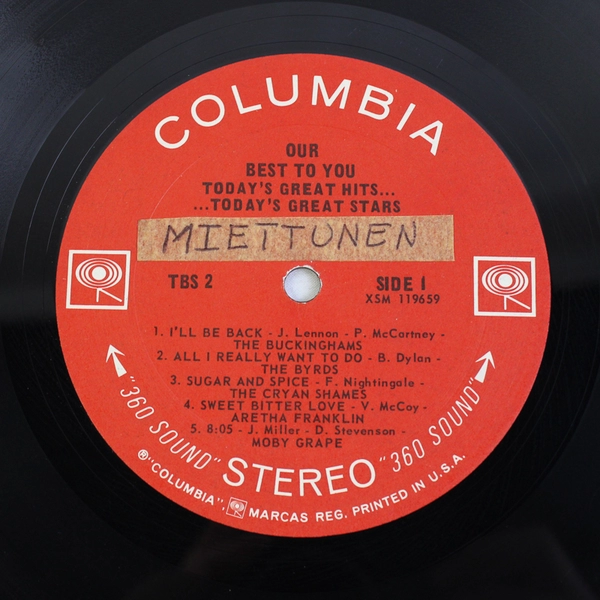 COLUMBIA
OUR
BEST TO YOU
TODAY'S GREAT HITS...
...TODAY'S GREAT STARS
MIETTUNEN
TBS 2
SIDE 1
XSM 119659
1. I'LL BE BACK - J. Lennon - P. McCartney -
THE BUCKINGHAMS
2. ALL I REALLY WANT TO DO - B. Dylan -
THE BYRDS
3. SUGAR AND SPICE - F. Nightingale -
THE CRYAN SHAMES
4. SWEET BITTER LOVE - V. McCoy -
ARETHA FRANKLIN
5. 8:05 - J. Miller - D. Stevenson -
MOBY GRAPE
"360 SOUND" STEREO "360 SOUND"
®"COLUMBIA", MARCAS REG. PRINTED IN U.S.A.